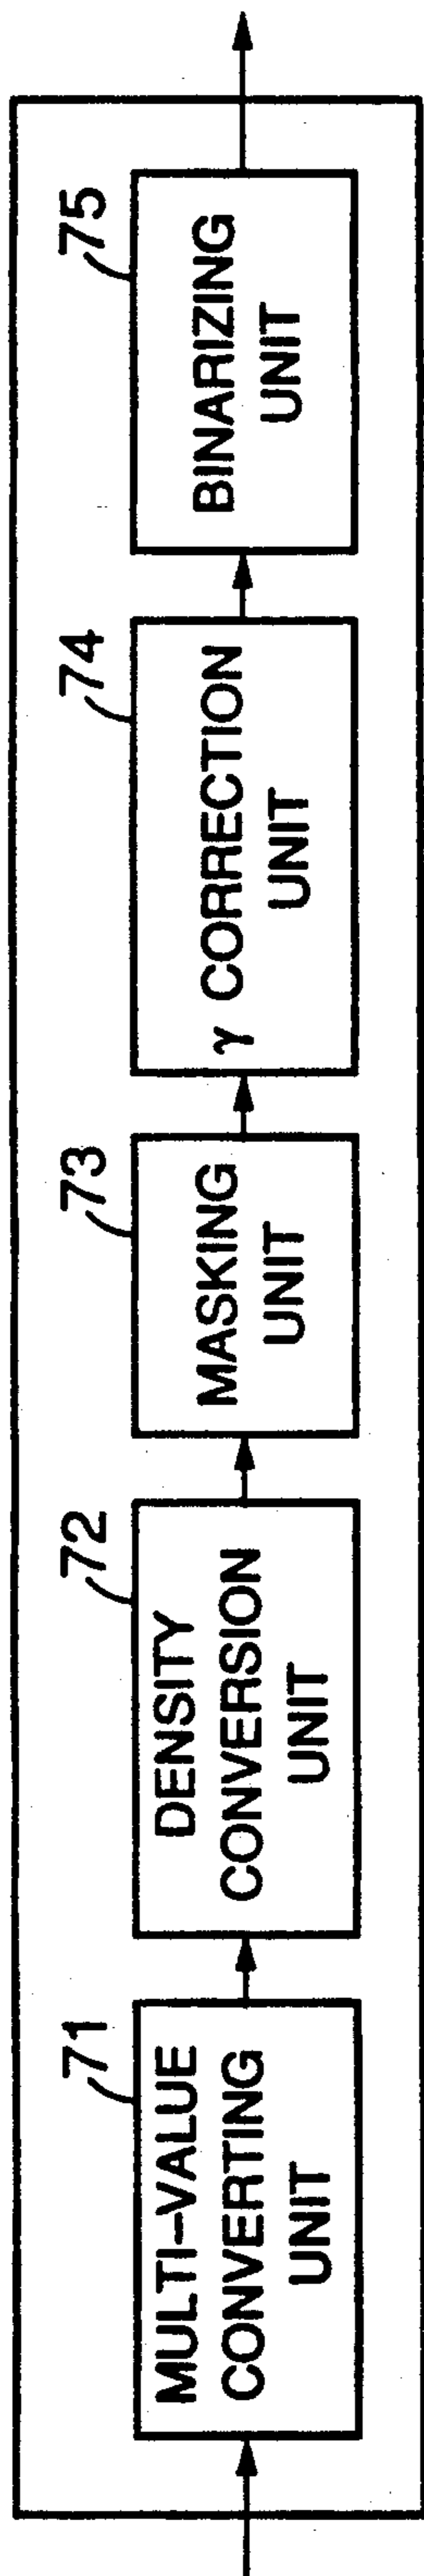 71
MULTI-VALUE
CONVERTING
UNIT
72
DENSITY
CONVERSION
UNIT
73
MASKING
UNIT
74
γ CORRECTION
UNIT
75
BINARIZING
UNIT